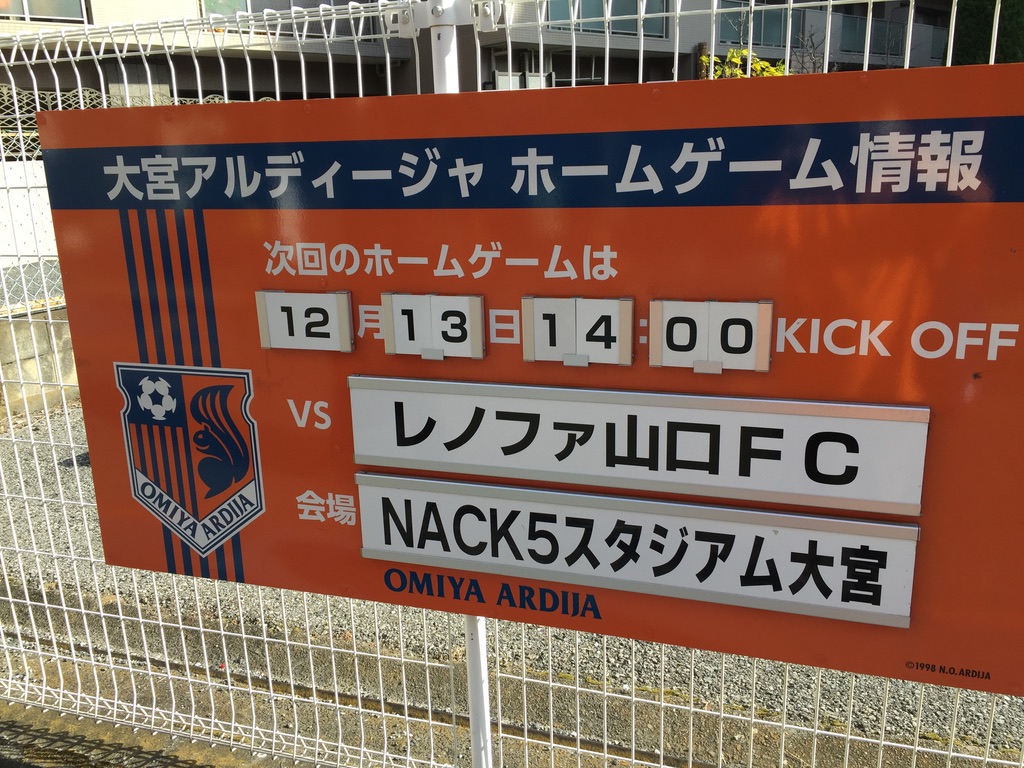 大宮アルディージャ ホームゲーム情報
次回のホームゲームは
12月13日14:00 KICK OFF
VS レノファ山口FC
会場 NACK5スタジアム大宮
OMIYA ARDIJA
OMIYA ARDIJA
©1998 N.O.ARDIJA